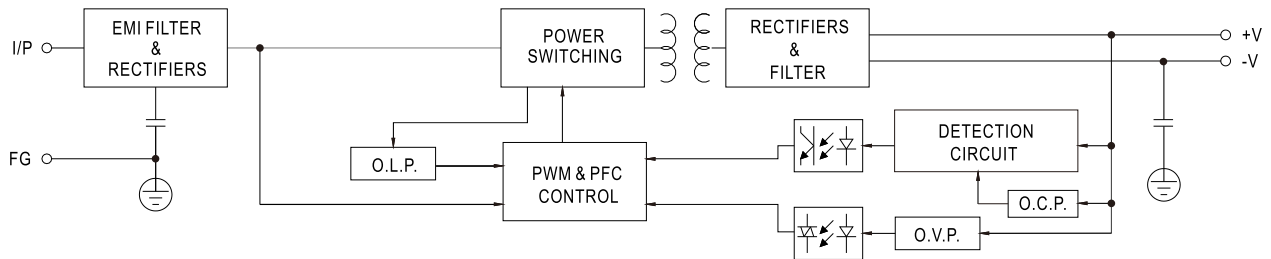 I/P
EMI FILTER
&
RECTIFIERS
POWER
SWITCHING
RECTIFIERS
&
FILTER
+V
-V
FG
O.L.P.
PWM & PFC
CONTROL
DETECTION
CIRCUIT
O.C.P.
O.V.P.